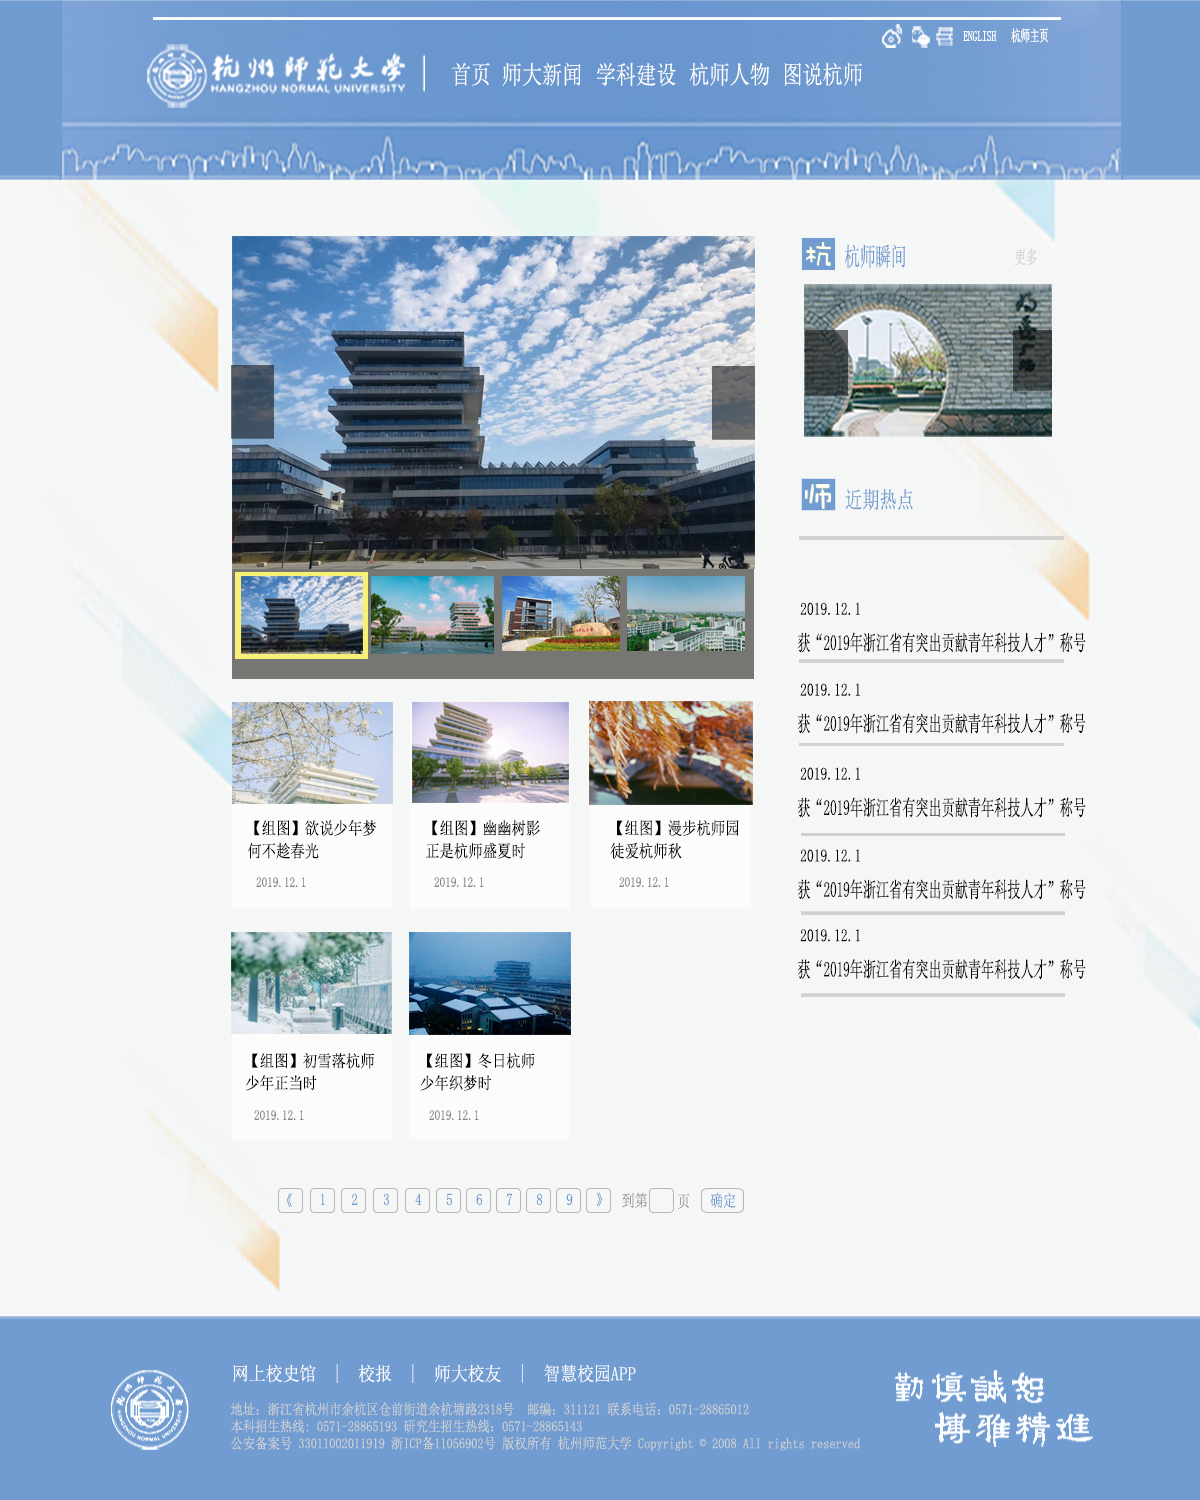 ENGLISH 杭师主页
杭州师范大学
HANGZHOU NORMAL UNIVERSITY
首页 师大新闻 学科建设 杭师人物 图说杭师
杭 杭师瞬间 更多
师 近期热点
2019.12.1
获“2019年浙江省有突出贡献青年科技人才”称号
2019.12.1
获“2019年浙江省有突出贡献青年科技人才”称号
2019.12.1
获“2019年浙江省有突出贡献青年科技人才”称号
2019.12.1
获“2019年浙江省有突出贡献青年科技人才”称号
2019.12.1
获“2019年浙江省有突出贡献青年科技人才”称号
【组图】欲说少年梦
何不趁春光
2019.12.1
【组图】幽幽树影
正是杭师盛夏时
2019.12.1
【组图】漫步杭师园
徒爱杭师秋
2019.12.1
【组图】初雪落杭师
少年正当时
2019.12.1
【组图】冬日杭师
少年织梦时
2019.12.1
《 1 2 3 4 5 6 7 8 9 》 到第 页 确定
网上校史馆 | 校报 | 师大校友 | 智慧校园APP
地址：浙江省杭州市余杭区仓前街道余杭塘路2318号 邮编：311121 联系电话：0571-28865012
本科招生热线：0571-28865193 研究生招生热线：0571-28865143
公安备案号 33011002011919 浙ICP备11056902号 版权所有 杭州师范大学 Copyright © 2008 All rights reserved
杭州师范大学
HANGZHOU NORMAL UNIVERSITY
勤慎誠恕
博雅精進